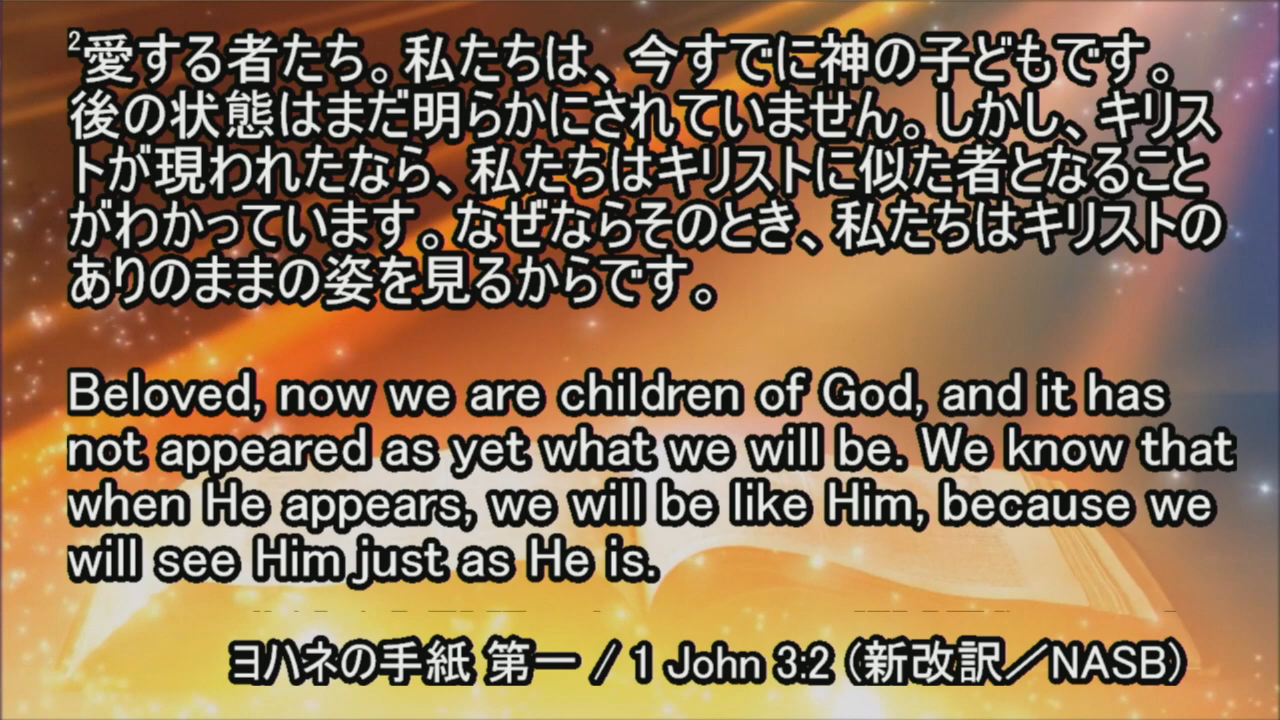 2愛する者たち。私たちは、今すでに神の子どもです。
後の状態はまだ明らかにされていません。しかし、キリス
トが現われたなら、私たちはキリストに似た者となること
がわかっています。なぜならそのとき、私たちはキリストの
ありのままの姿を見るからです。
Beloved, now we are children of God, and it has
not appeared as yet what we will be. We know that
when He appears, we will be like Him, because we
will see Him just as He is.
ヨハネの手紙 第一 / 1 John 3:2 (新改訳／NASB)